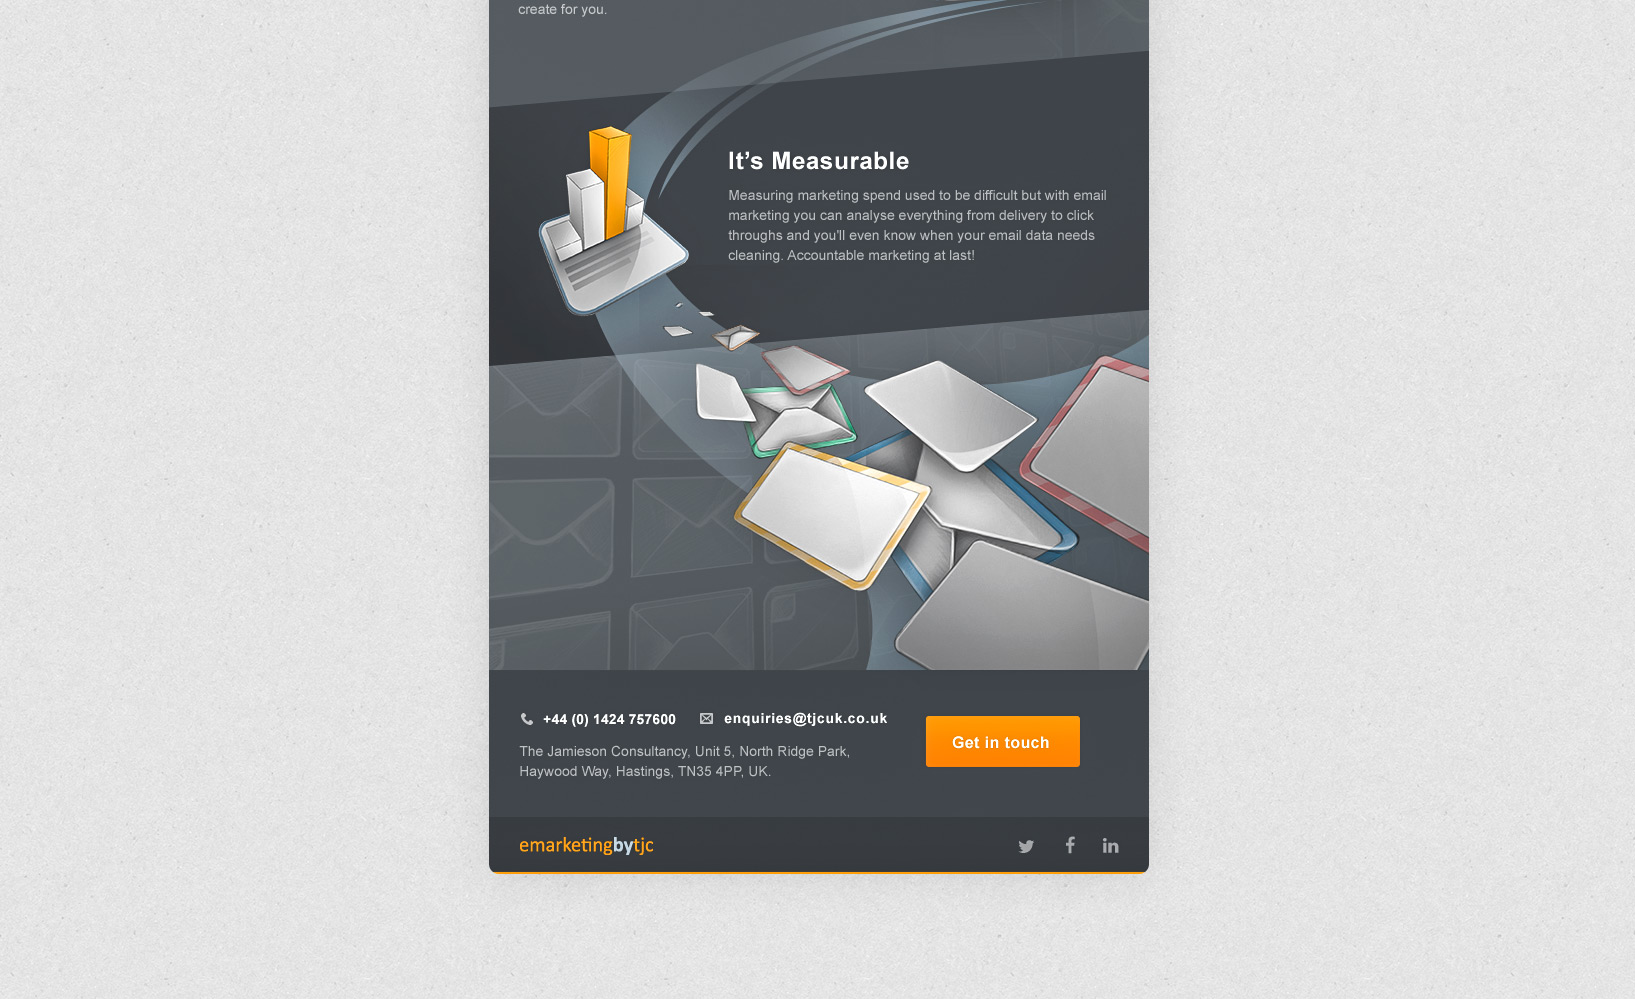 create for you.
It’s Measurable
Measuring marketing spend used to be difficult but with email
marketing you can analyse everything from delivery to click
throughs and you'll even know when your email data needs
cleaning. Accountable marketing at last!
+44 (0) 1424 757600
enquiries@tjcuk.co.uk
Get in touch
The Jamieson Consultancy, Unit 5, North Ridge Park,
Haywood Way, Hastings, TN35 4PP, UK.
emarketingbytjc